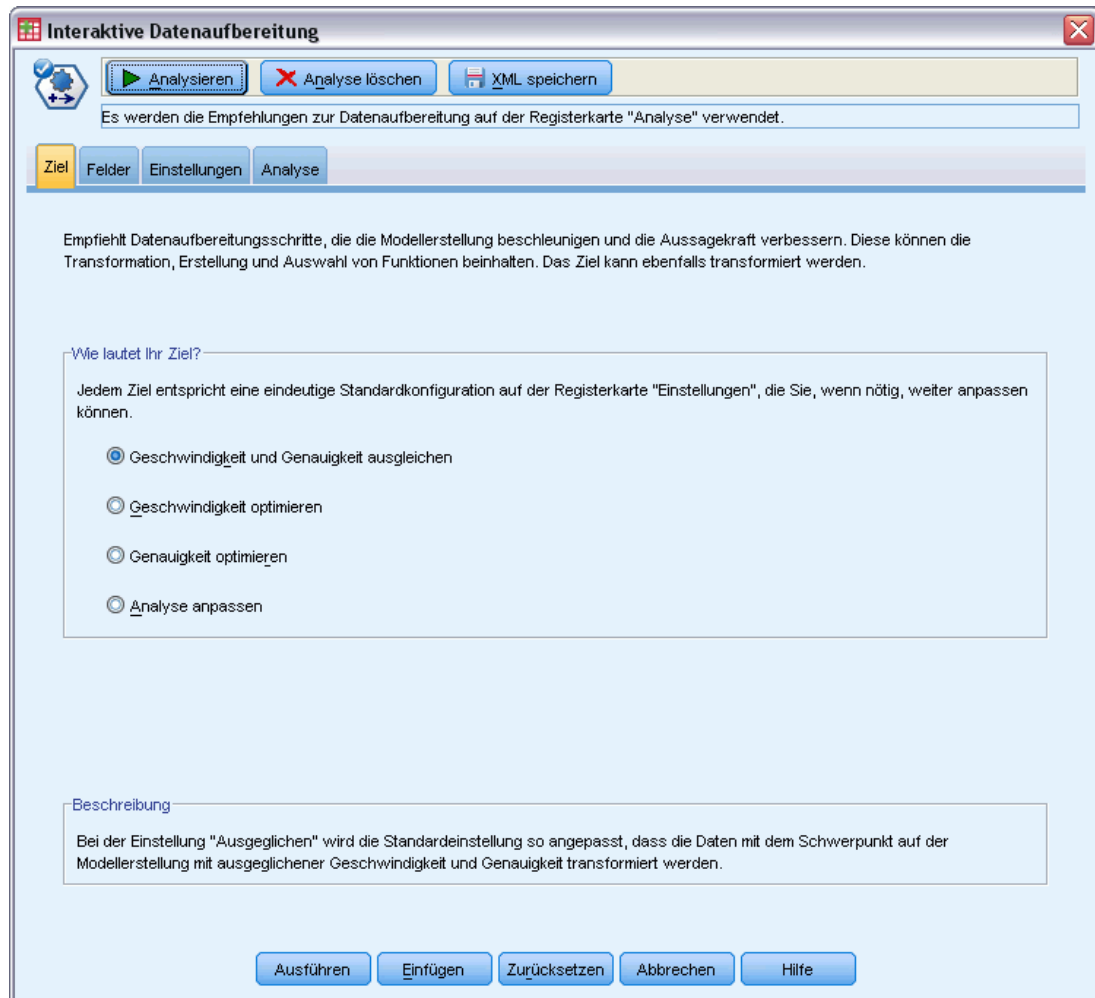 Interaktive Datenaufbereitung
Analysieren
Analyse löschen
XML speichern
Es werden die Empfehlungen zur Datenaufbereitung auf der Registerkarte "Analyse" verwendet.
Ziel
Felder
Einstellungen
Analyse
Empfiehlt Datenaufbereitungsschritte, die die Modellerstellung beschleunigen und die Aussagekraft verbessern. Diese können die
Transformation, Erstellung und Auswahl von Funktionen beinhalten. Das Ziel kann ebenfalls transformiert werden.
Wie lautet Ihr Ziel?
Jedem Ziel entspricht eine eindeutige Standardkonfiguration auf der Registerkarte "Einstellungen", die Sie, wenn nötig, weiter anpassen
können.
Geschwindigkeit und Genauigkeit ausgleichen
Geschwindigkeit optimieren
Genauigkeit optimieren
Analyse anpassen
Beschreibung
Bei der Einstellung "Ausgeglichen" wird die Standardeinstellung so angepasst, dass die Daten mit dem Schwerpunkt auf der
Modellerstellung mit ausgeglichener Geschwindigkeit und Genauigkeit transformiert werden.
Ausführen
Einfügen
Zurücksetzen
Abbrechen
Hilfe